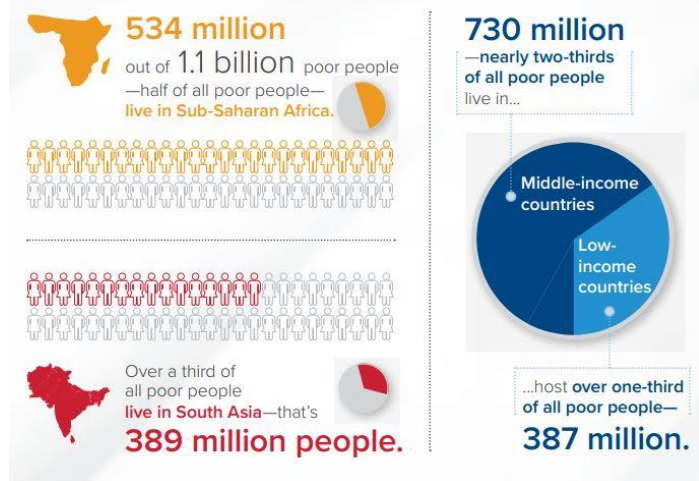 534 million
out of 1.1 billion poor people
—half of all poor people—
live in Sub-Saharan Africa.
Over a third of
all poor people
live in South Asia—that’s
389 million people.
730 million
—nearly two-thirds
of all poor people
live in...
Middle-income
countries
Low-
income
countries
...host over one-third
of all poor people—
387 million.